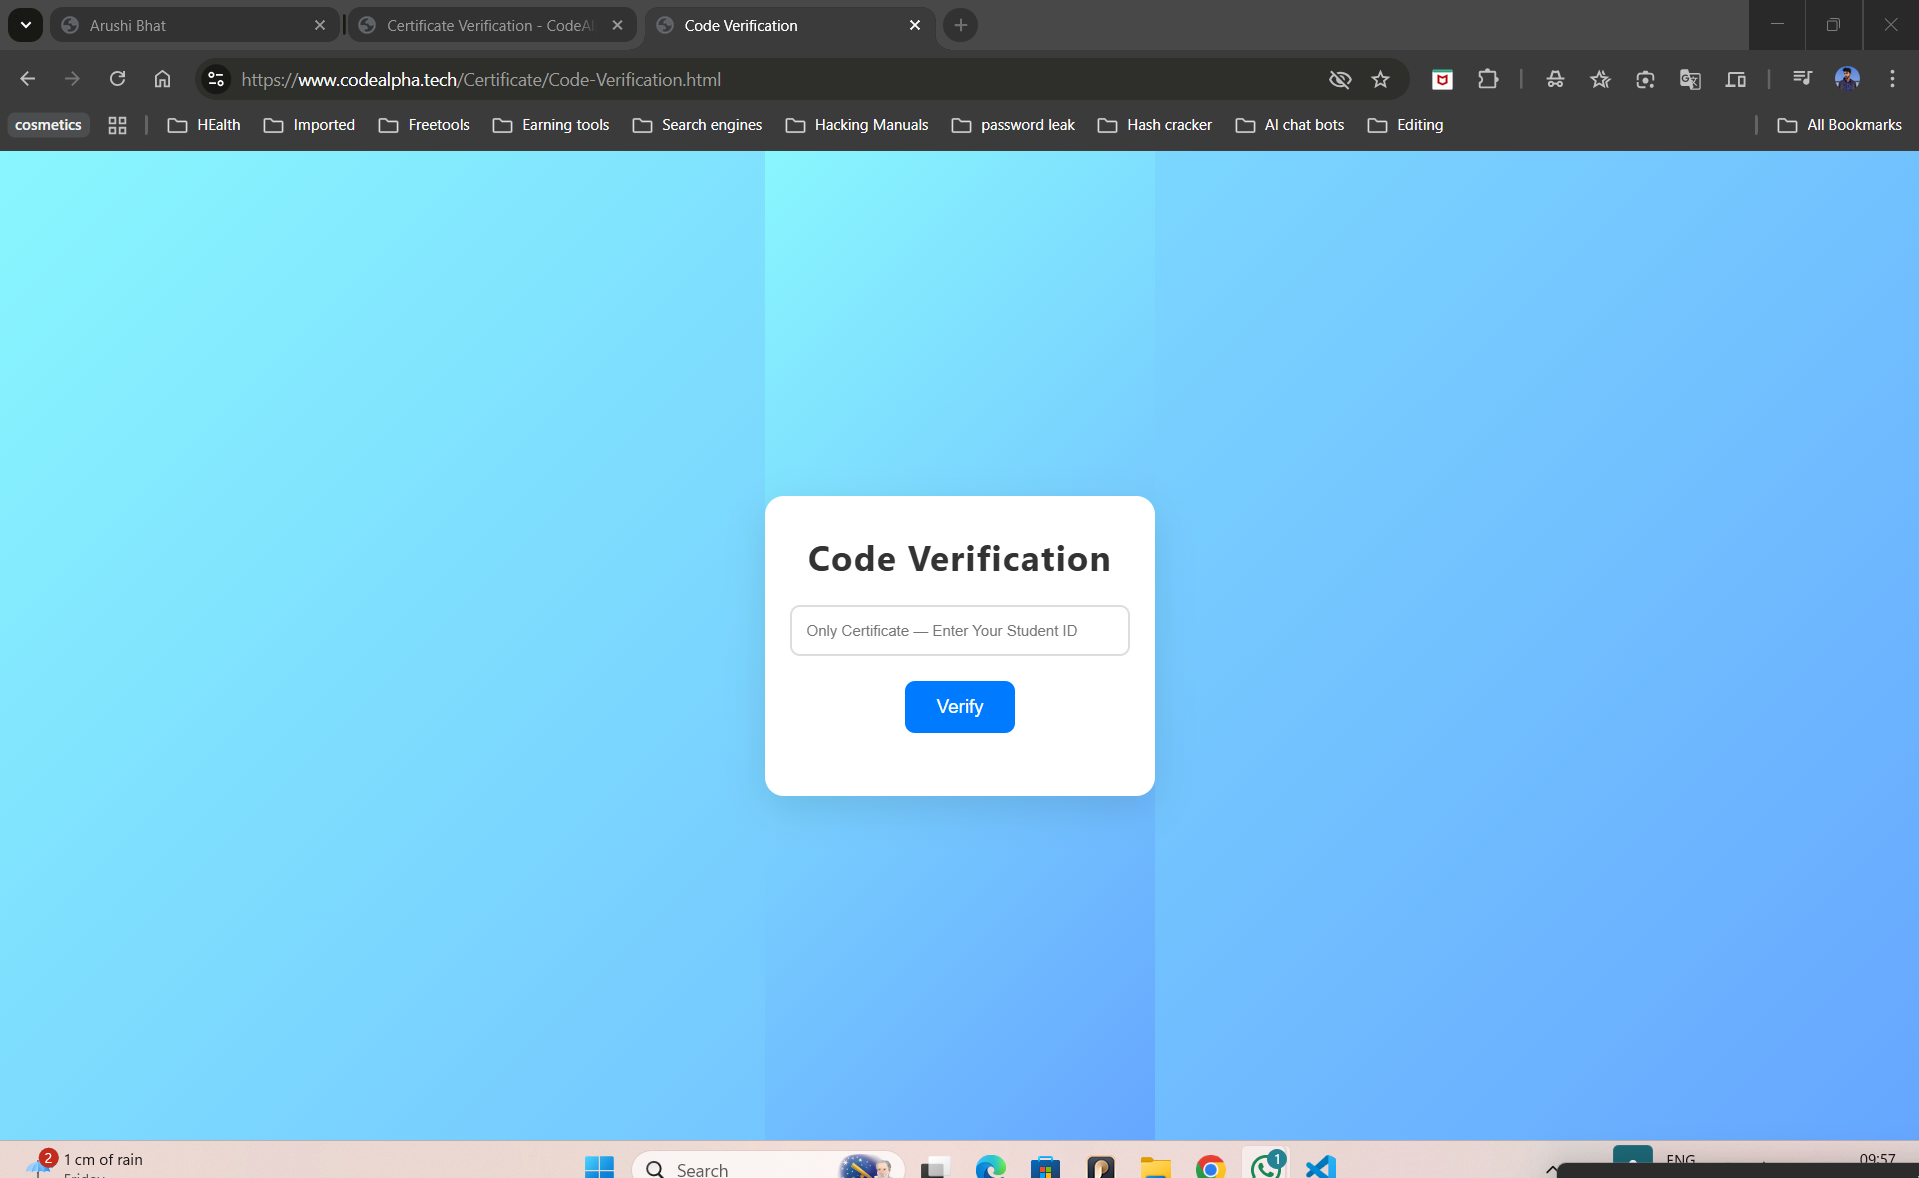 Arushi Bhat
Certificate Verification - CodeAl
Code Verification
https://www.codealpha.tech/Certificate/Code-Verification.html
cosmetics
HEalth
Imported
Freetools
Earning tools
Search engines
Hacking Manuals
password leak
Hash cracker
AI chat bots
Editing
All Bookmarks
Code Verification
Only Certificate — Enter Your Student ID
Verify
2
1 cm of rain
Friday
Search
1
ENG
09:57